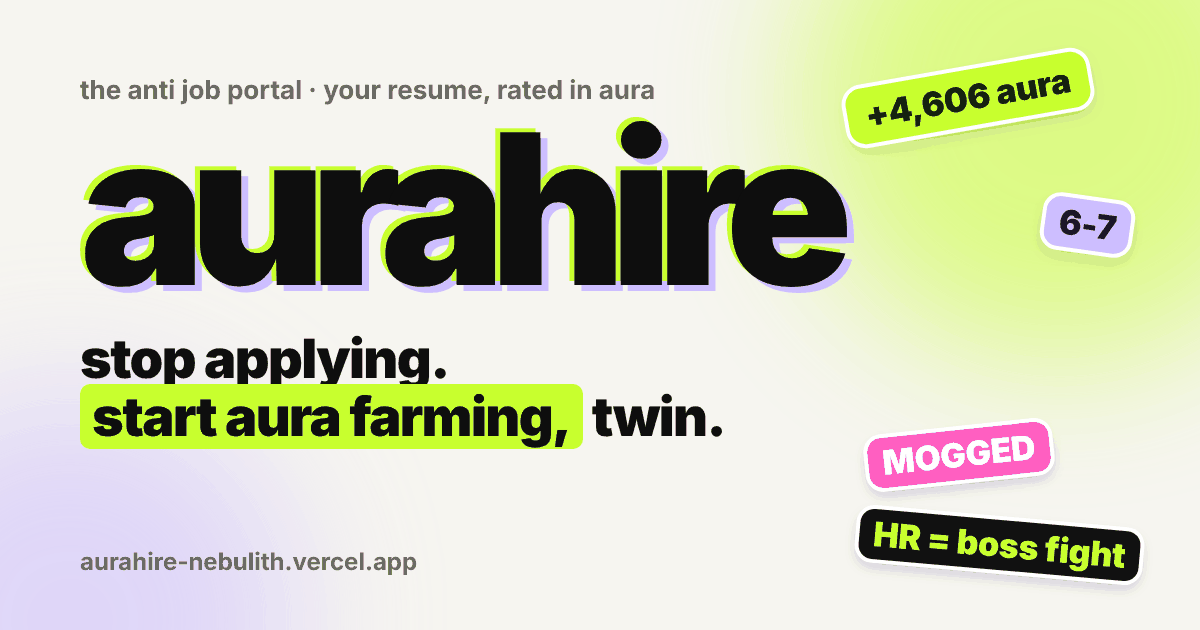 the anti job portal · your resume, rated in aura
+4,606 aura
aurahire
6-7
stop applying.
start aura farming, twin.
MOGGED
HR = boss fight
aurahire-nebulith.vercel.app